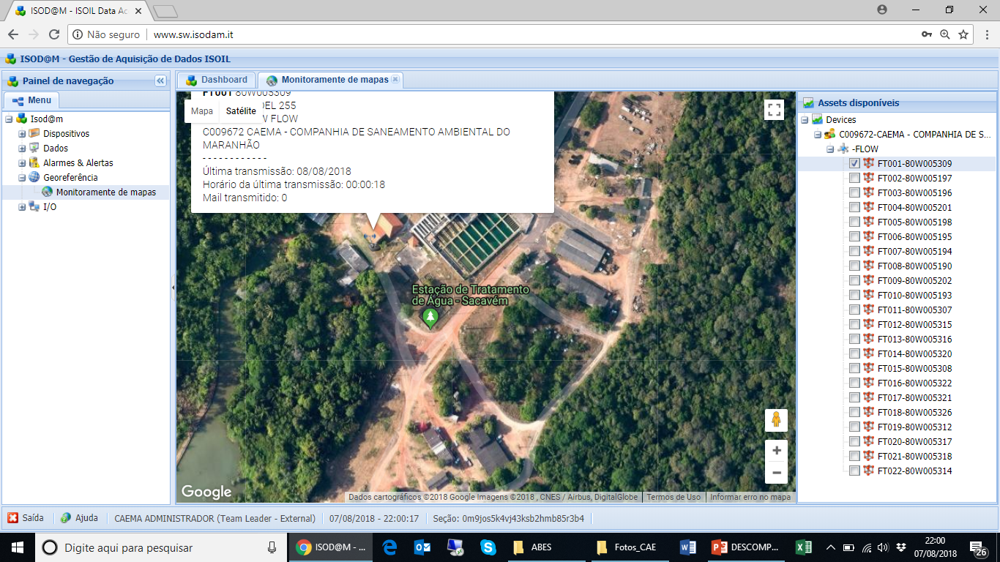 ISOD@M - ISOIL Data Ac
Não seguro
www.sw.isodam.it
ISOD@M - Gestão de Aquisição de Dados ISOIL
Painel de navegação
Menu
Isod@m
Dispositivos
Dados
Alarmes & Alertas
Georeferência
Monitoramente de mapas
I/O
Dashboard
Monitoramente de mapas
FT001 80W005309
DEL 255
W FLOW
Mapa
Satélite
C009672 CAEMA - COMPANHIA DE SANEAMENTO AMBIENTAL DO
MARANHÃO
- - - - - - - - - - - -
Última transmissão: 08/08/2018
Horário da última transmissão: 00:00:18
Mail transmitido: 0
Estação de Tratamento
de Água - Sacavém
Google
Dados cartográficos ©2018 Google Imagens ©2018 , CNES / Airbus, DigitalGlobe
Termos de Uso
Informar erro no mapa
Assets disponíveis
Devices
C009672-CAEMA - COMPANHIA DE S...
-FLOW
FT001-80W005309
FT002-80W005197
FT003-80W005196
FT004-80W005201
FT005-80W005198
FT006-80W005195
FT007-80W005194
FT008-80W005190
FT009-80W005202
FT010-80W005193
FT011-80W005307
FT012-80W005315
FT013-80W005316
FT014-80W005320
FT015-80W005308
FT016-80W005322
FT017-80W005321
FT018-80W005326
FT019-80W005312
FT020-80W005317
FT021-80W005318
FT022-80W005314
Saída
Ajuda
CAEMA ADMINISTRADOR (Team Leader - External)
07/08/2018 - 22:00:17
Seção: 0m9jos5k4vj43ksb2hmb85r3b4
Digite aqui para pesquisar
ISOD@M - ...
ABES
Fotos_CAE
DESCOMP...
22:00
07/08/2018
26